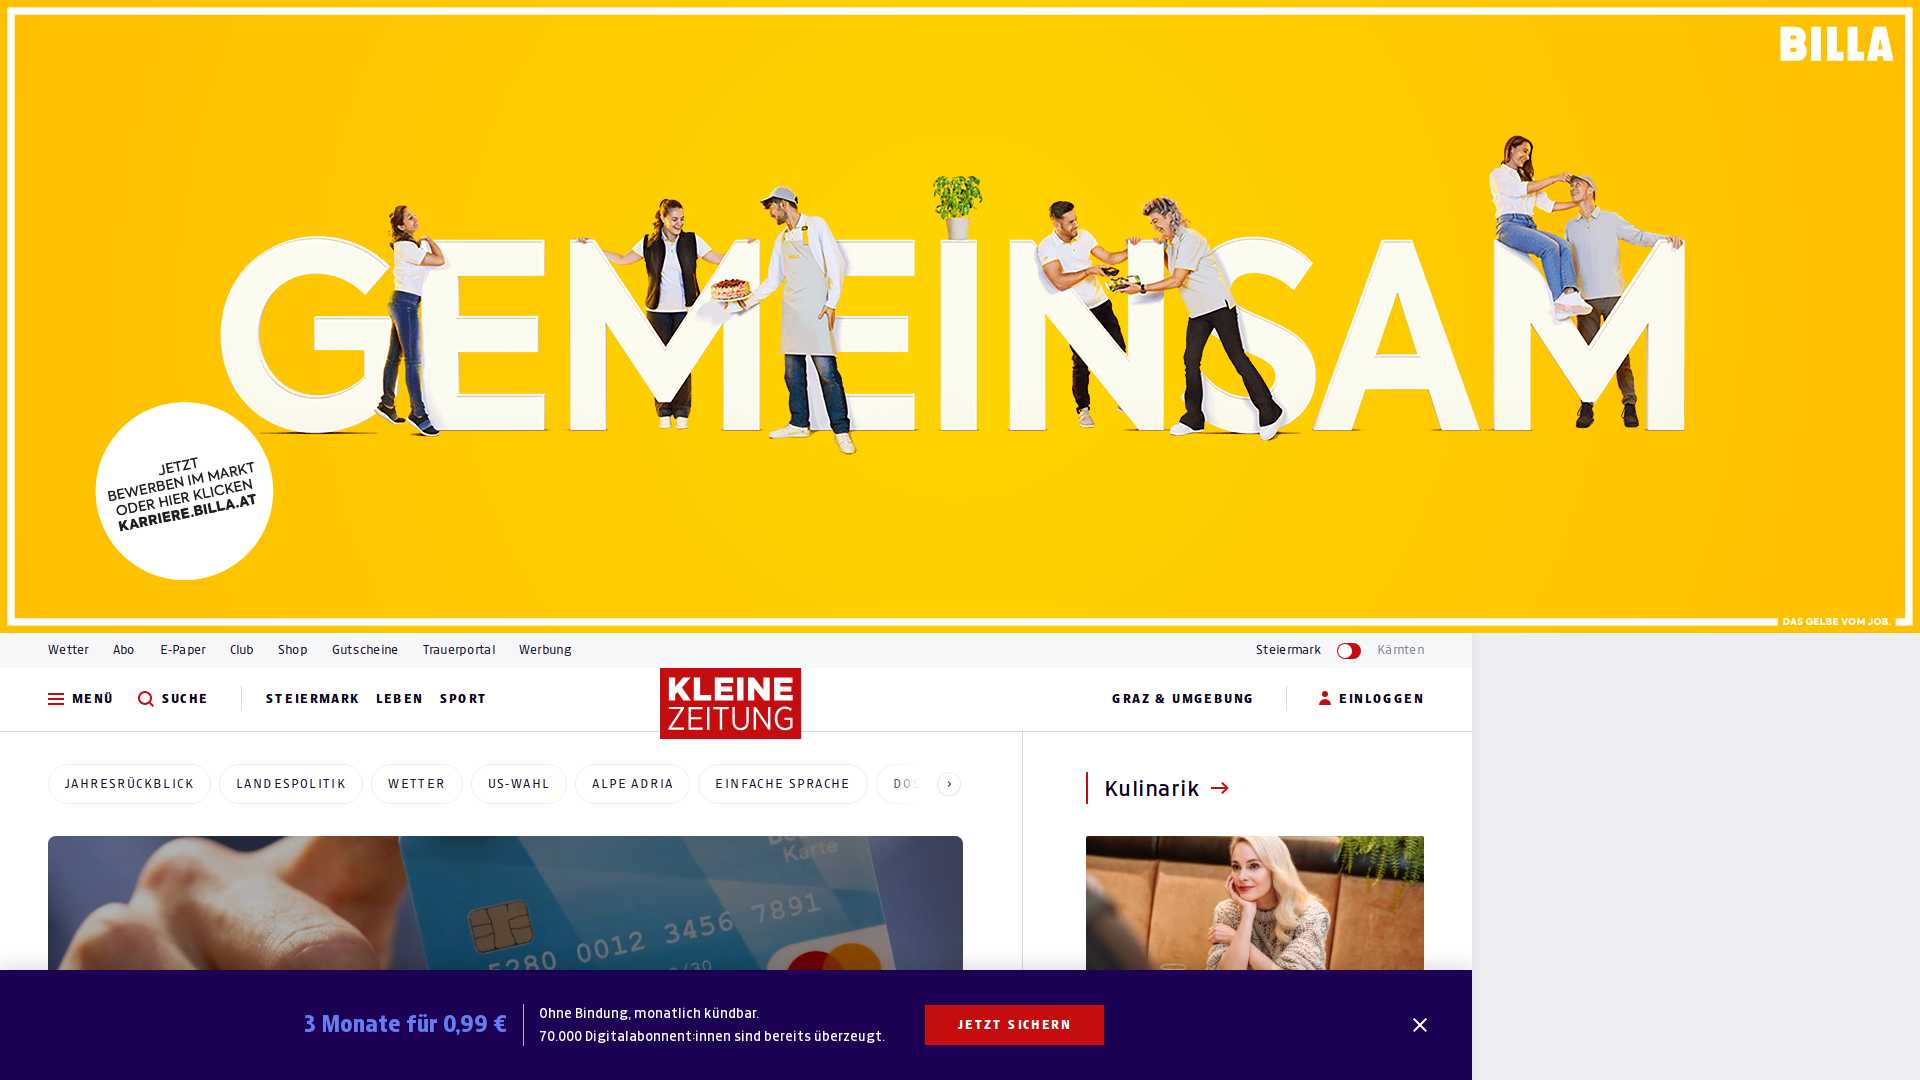 BILLA
GEMEINSAM
JETZT
BEWERBEN IM MARKT
ODER HIER KLICKEN
KARRIERE.BILLA.AT
DAS GELBE VOM JOB.
Wetter Abo E-Paper Club Shop Gutscheine Trauerportal Werbung Steiermark Kärnten
MENÜ SUCHE STEIERMARK LEBEN SPORT KLEINE ZEITUNG GRAZ & UMGEBUNG EINLOGGEN
JAHRESRÜCKBLICK LANDESPOLITIK WETTER US-WAHL ALPE ADRIA EINFACHE SPRACHE
Kulinarik
Karte
5280 0012 3456 7891
3 Monate für 0,99 €
Ohne Bindung, monatlich kündbar.
70.000 Digitalabonnent:innen sind bereits überzeugt.
JETZT SICHERN